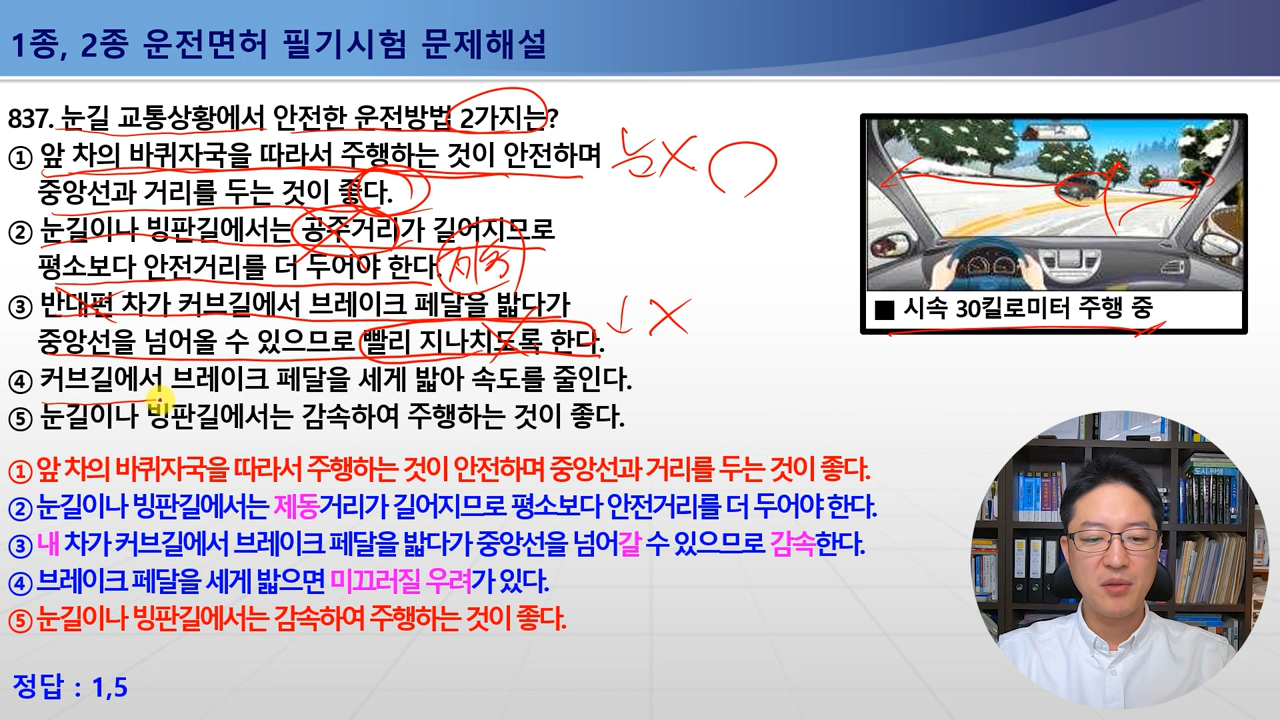 1종, 2종 운전면허 필기시험 문제해설
837. 눈길 교통상황에서 안전한 운전방법 2가지는?
① 앞 차의 바퀴자국을 따라서 주행하는 것이 안전하며
중앙선과 거리를 두는 것이 좋다.
눈X
② 눈길이나 빙판길에서는 공주거리가 길어지므로
평소보다 안전거리를 더 두어야 한다.
제동
③ 반대편 차가 커브길에서 브레이크 페달을 밟다가
중앙선을 넘어올 수 있으므로 빨리 지나치도록 한다.
↓X
④ 커브길에서 브레이크 페달을 세게 밟아 속도를 줄인다.
⑤ 눈길이나 빙판길에서는 감속하여 주행하는 것이 좋다.
■ 시속 30킬로미터 주행 중
① 앞 차의 바퀴자국을 따라서 주행하는 것이 안전하며 중앙선과 거리를 두는 것이 좋다.
② 눈길이나 빙판길에서는 제동거리가 길어지므로 평소보다 안전거리를 더 두어야 한다.
③ 내 차가 커브길에서 브레이크 페달을 밟다가 중앙선을 넘어갈 수 있으므로 감속한다.
④ 브레이크 페달을 세게 밟으면 미끄러질 우려가 있다.
⑤ 눈길이나 빙판길에서는 감속하여 주행하는 것이 좋다.
정답 : 1,5